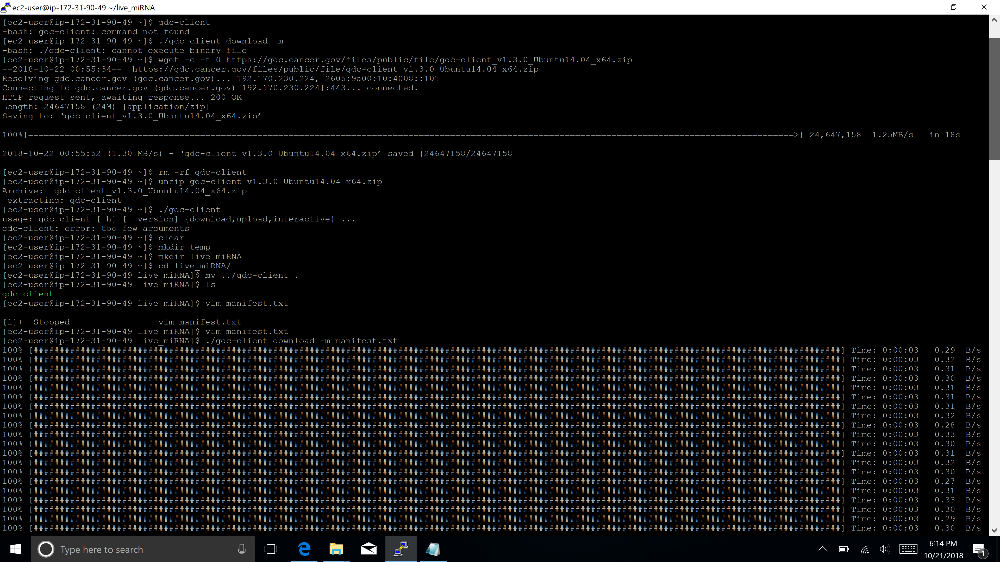 ec2-user@ip-172-31-90-49:~/live_miRNA
[ec2-user@ip-172-31-90-49 ~]$ gdc-client
-bash: gdc-client: command not found
[ec2-user@ip-172-31-90-49 ~]$ ./gdc-client download -m
-bash: ./gdc-client: cannot execute binary file
[ec2-user@ip-172-31-90-49 ~]$ wget -c -t 0 https://gdc.cancer.gov/files/public/file/gdc-client_v1.3.0_Ubuntu14.04_x64.zip
--2018-10-22 00:55:34--  https://gdc.cancer.gov/files/public/file/gdc-client_v1.3.0_Ubuntu14.04_x64.zip
Resolving gdc.cancer.gov (gdc.cancer.gov)... 192.170.230.224, 2605:9a00:10:4008::101
Connecting to gdc.cancer.gov (gdc.cancer.gov)|192.170.230.224|:443... connected.
HTTP request sent, awaiting response... 200 OK
Length: 24647158 (24M) [application/zip]
Saving to: ‘gdc-client_v1.3.0_Ubuntu14.04_x64.zip’
100%[===================================================>] 24,647,158  1.25MB/s   in 18s
2018-10-22 00:55:52 (1.30 MB/s) - ‘gdc-client_v1.3.0_Ubuntu14.04_x64.zip’ saved [24647158/24647158]
[ec2-user@ip-172-31-90-49 ~]$ rm -rf gdc-client
[ec2-user@ip-172-31-90-49 ~]$ unzip gdc-client_v1.3.0_Ubuntu14.04_x64.zip
Archive:  gdc-client_v1.3.0_Ubuntu14.04_x64.zip
 extracting: gdc-client
[ec2-user@ip-172-31-90-49 ~]$ ./gdc-client
usage: gdc-client [-h] [--version] {download,upload,interactive} ...
gdc-client: error: too few arguments
[ec2-user@ip-172-31-90-49 ~]$ clear
[ec2-user@ip-172-31-90-49 ~]$ mkdir temp
[ec2-user@ip-172-31-90-49 ~]$ mkdir live_miRNA
[ec2-user@ip-172-31-90-49 ~]$ cd live_miRNA/
[ec2-user@ip-172-31-90-49 live_miRNA]$ mv ../gdc-client .
[ec2-user@ip-172-31-90-49 live_miRNA]$ ls
gdc-client
[ec2-user@ip-172-31-90-49 live_miRNA]$ vim manifest.txt
[1]+  Stopped                 vim manifest.txt
[ec2-user@ip-172-31-90-49 live_miRNA]$ vim manifest.txt
[ec2-user@ip-172-31-90-49 live_miRNA]$ ./gdc-client download -m manifest.txt
100% [##################################################] Time: 0:00:03   0.29  B/s
100% [##################################################] Time: 0:00:03   0.32  B/s
100% [##################################################] Time: 0:00:03   0.31  B/s
100% [##################################################] Time: 0:00:03   0.30  B/s
100% [##################################################] Time: 0:00:03   0.31  B/s
100% [##################################################] Time: 0:00:03   0.31  B/s
100% [##################################################] Time: 0:00:03   0.31  B/s
100% [##################################################] Time: 0:00:03   0.32  B/s
100% [##################################################] Time: 0:00:03   0.28  B/s
100% [##################################################] Time: 0:00:03   0.33  B/s
100% [##################################################] Time: 0:00:03   0.30  B/s
100% [##################################################] Time: 0:00:03   0.31  B/s
100% [##################################################] Time: 0:00:03   0.32  B/s
100% [##################################################] Time: 0:00:03   0.30  B/s
100% [##################################################] Time: 0:00:03   0.27  B/s
100% [##################################################] Time: 0:00:03   0.31  B/s
100% [##################################################] Time: 0:00:03   0.33  B/s
100% [##################################################] Time: 0:00:03   0.30  B/s
100% [##################################################] Time: 0:00:03   0.29  B/s
100% [##################################################] Time: 0:00:03   0.30  B/s
Type here to search
6:14 PM
10/21/2018
1